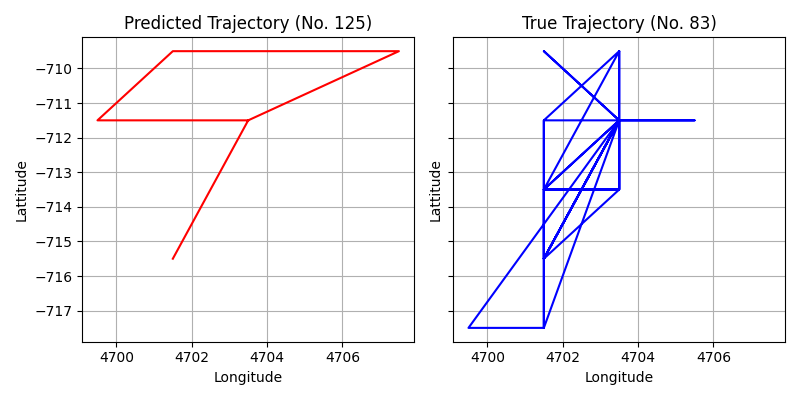 Predicted Trajectory (No. 125)
True Trajectory (No. 83)
−710
−711
−712
−713
−714
−715
−716
−717
Lattitude
Lattitude
4700
4702
4704
4706
4700
4702
4704
4706
Longitude
Longitude